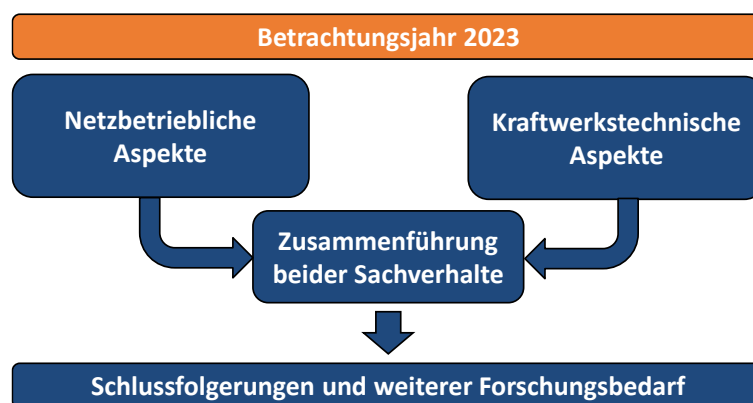 Betrachtungsjahr 2023
Netzbetriebliche
Aspekte
Kraftwerkstechnische
Aspekte
Zusammenführung
beider Sachverhalte
Schlussfolgerungen und weiterer Forschungsbedarf